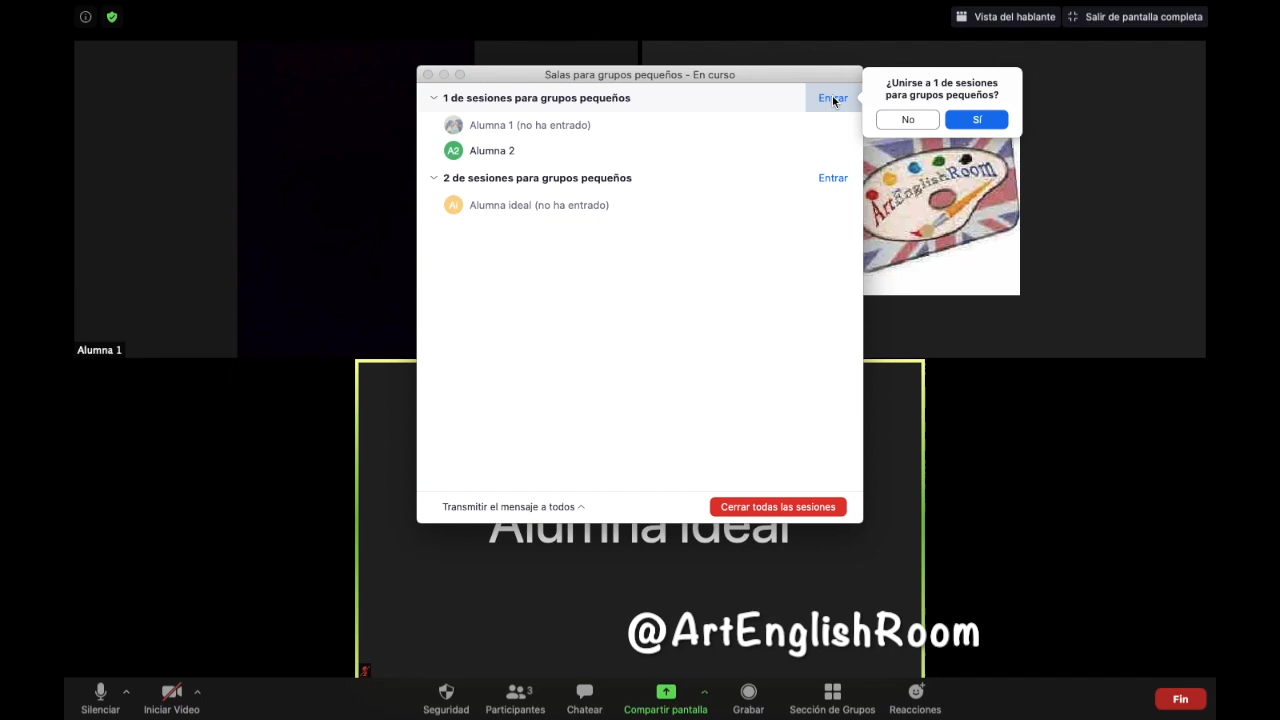 Vista del hablante
Salir de pantalla completa
Salas para grupos pequeños - En curso
1 de sesiones para grupos pequeños
Entrar
Alumna 1 (no ha entrado)
A2 Alumna 2
2 de sesiones para grupos pequeños
Entrar
AI Alumna ideal (no ha entrado)
¿Unirse a 1 de sesiones
para grupos pequeños?
No
Sí
ArtEnglishRoom
Alumna 1
Transmitir el mensaje a todos
Cerrar todas las sesiones
Alumna ideal
@ArtEnglishRoom
Silenciar
Iniciar Video
Seguridad
3
Participantes
Chatear
Compartir pantalla
Grabar
Sección de Grupos
Reacciones
Fin